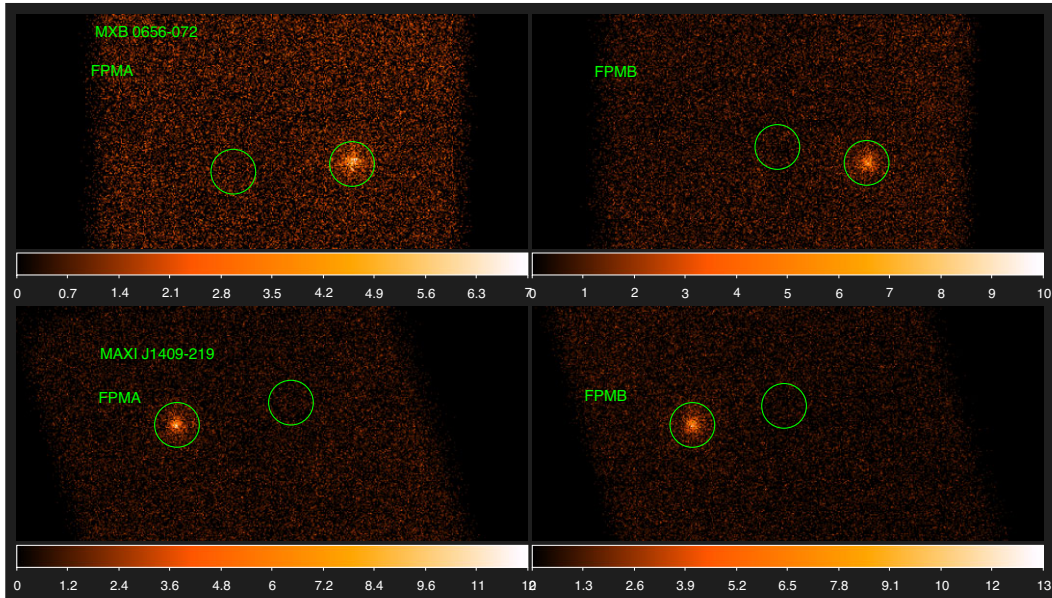 MXB 0656-072
FPMA
FPMB
0 0.7 1.4 2.1 2.8 3.5 4.2 4.9 5.6 6.3 7
0 1 2 3 4 5 6 7 8 9 10
MAXI J1409-219
FPMA
FPMB
0 1.2 2.4 3.6 4.8 6 7.2 8.4 9.6 11
1.3 2.6 3.9 5.2 6.5 7.8 9.1 10 12 13